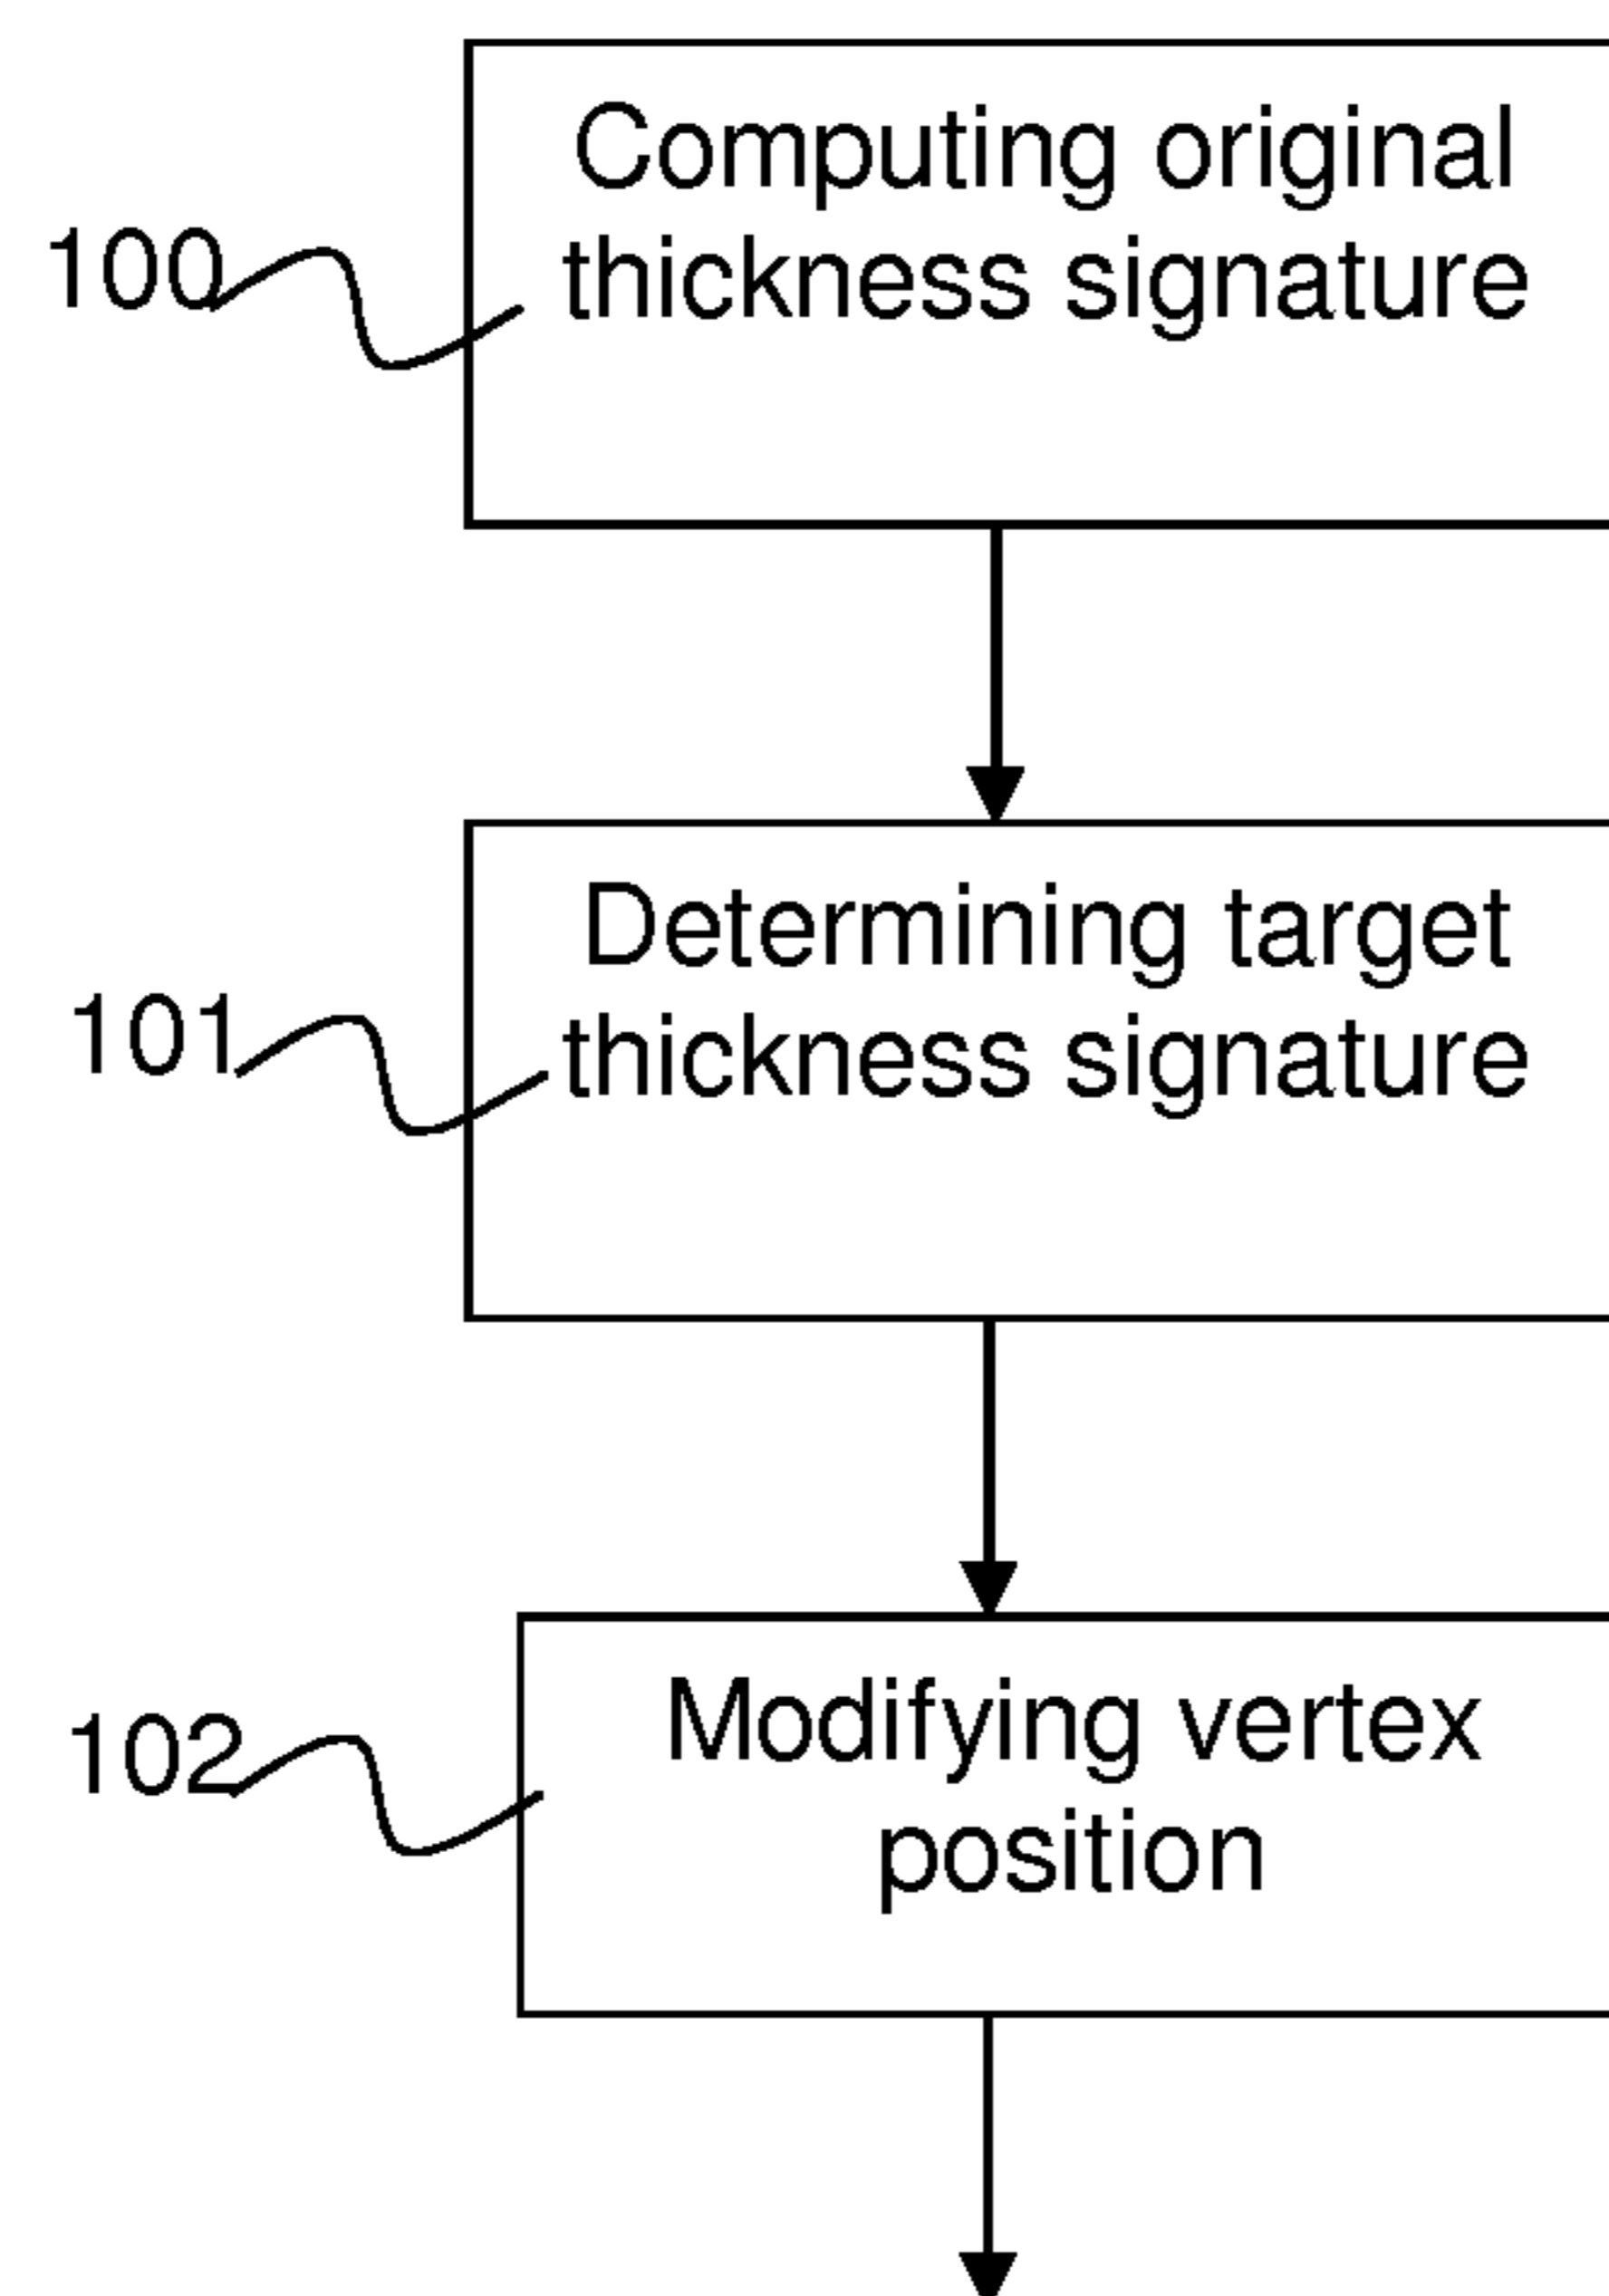 Computing original
thickness signature
100
Determining target
thickness signature
101
Modifying vertex
position
102